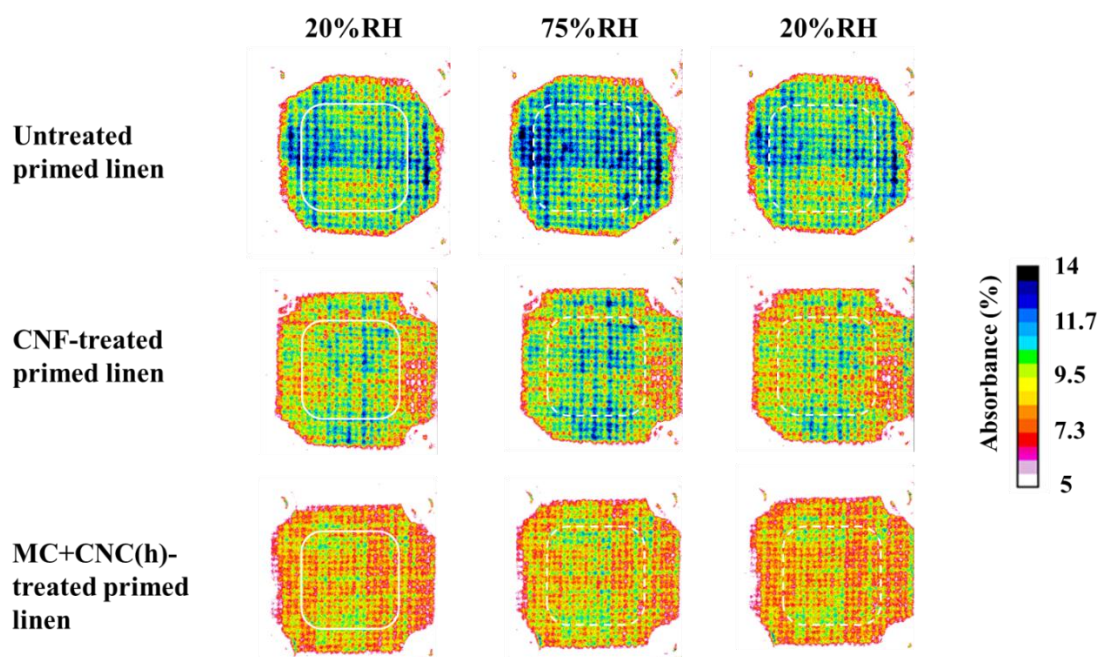 20%RH
75%RH
20%RH
Untreated
primed linen
CNF-treated
primed linen
MC+CNC(h)-
treated primed
linen
Absorbance (%)
14
11.7
9.5
7.3
5